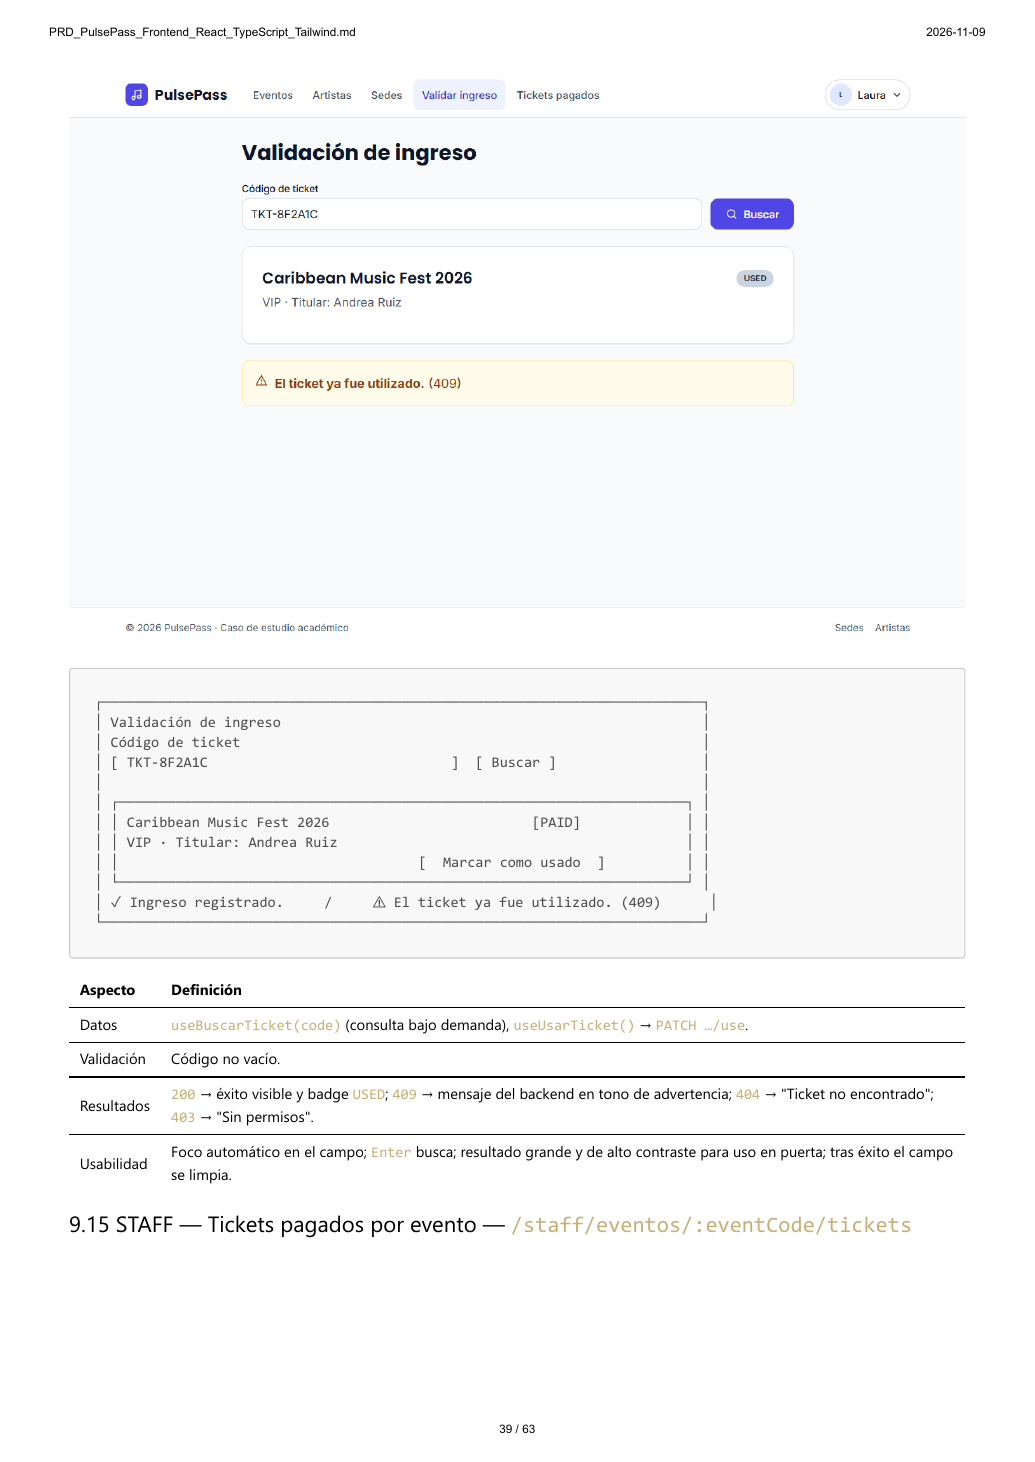 PRD_PulsePass_Frontend_React_TypeScript_Tailwind.md 2026-11-09
PulsePass Eventos Artistas Sedes Validar ingreso Tickets pagados L Laura
Validación de ingreso
Código de ticket
TKT-8F2A1C Buscar
Caribbean Music Fest 2026 USED
VIP · Titular: Andrea Ruiz
⚠ El ticket ya fue utilizado. (409)
© 2026 PulsePass · Caso de estudio académico Sedes Artistas
Validación de ingreso
Código de ticket
[ TKT-8F2A1C ] [ Buscar ]
Caribbean Music Fest 2026 [PAID]
VIP · Titular: Andrea Ruiz
[ Marcar como usado ]
✓ Ingreso registrado. / ⚠ El ticket ya fue utilizado. (409)
Aspecto Definición
Datos useBuscarTicket(code) (consulta bajo demanda), useUsarTicket() → PATCH …/use.
Validación Código no vacío.
Resultados 200 → éxito visible y badge USED; 409 → mensaje del backend en tono de advertencia; 404 → "Ticket no encontrado";
403 → "Sin permisos".
Usabilidad Foco automático en el campo; Enter busca; resultado grande y de alto contraste para uso en puerta; tras éxito el campo
se limpia.
9.15 STAFF — Tickets pagados por evento — /staff/eventos/:eventCode/tickets
39 / 63